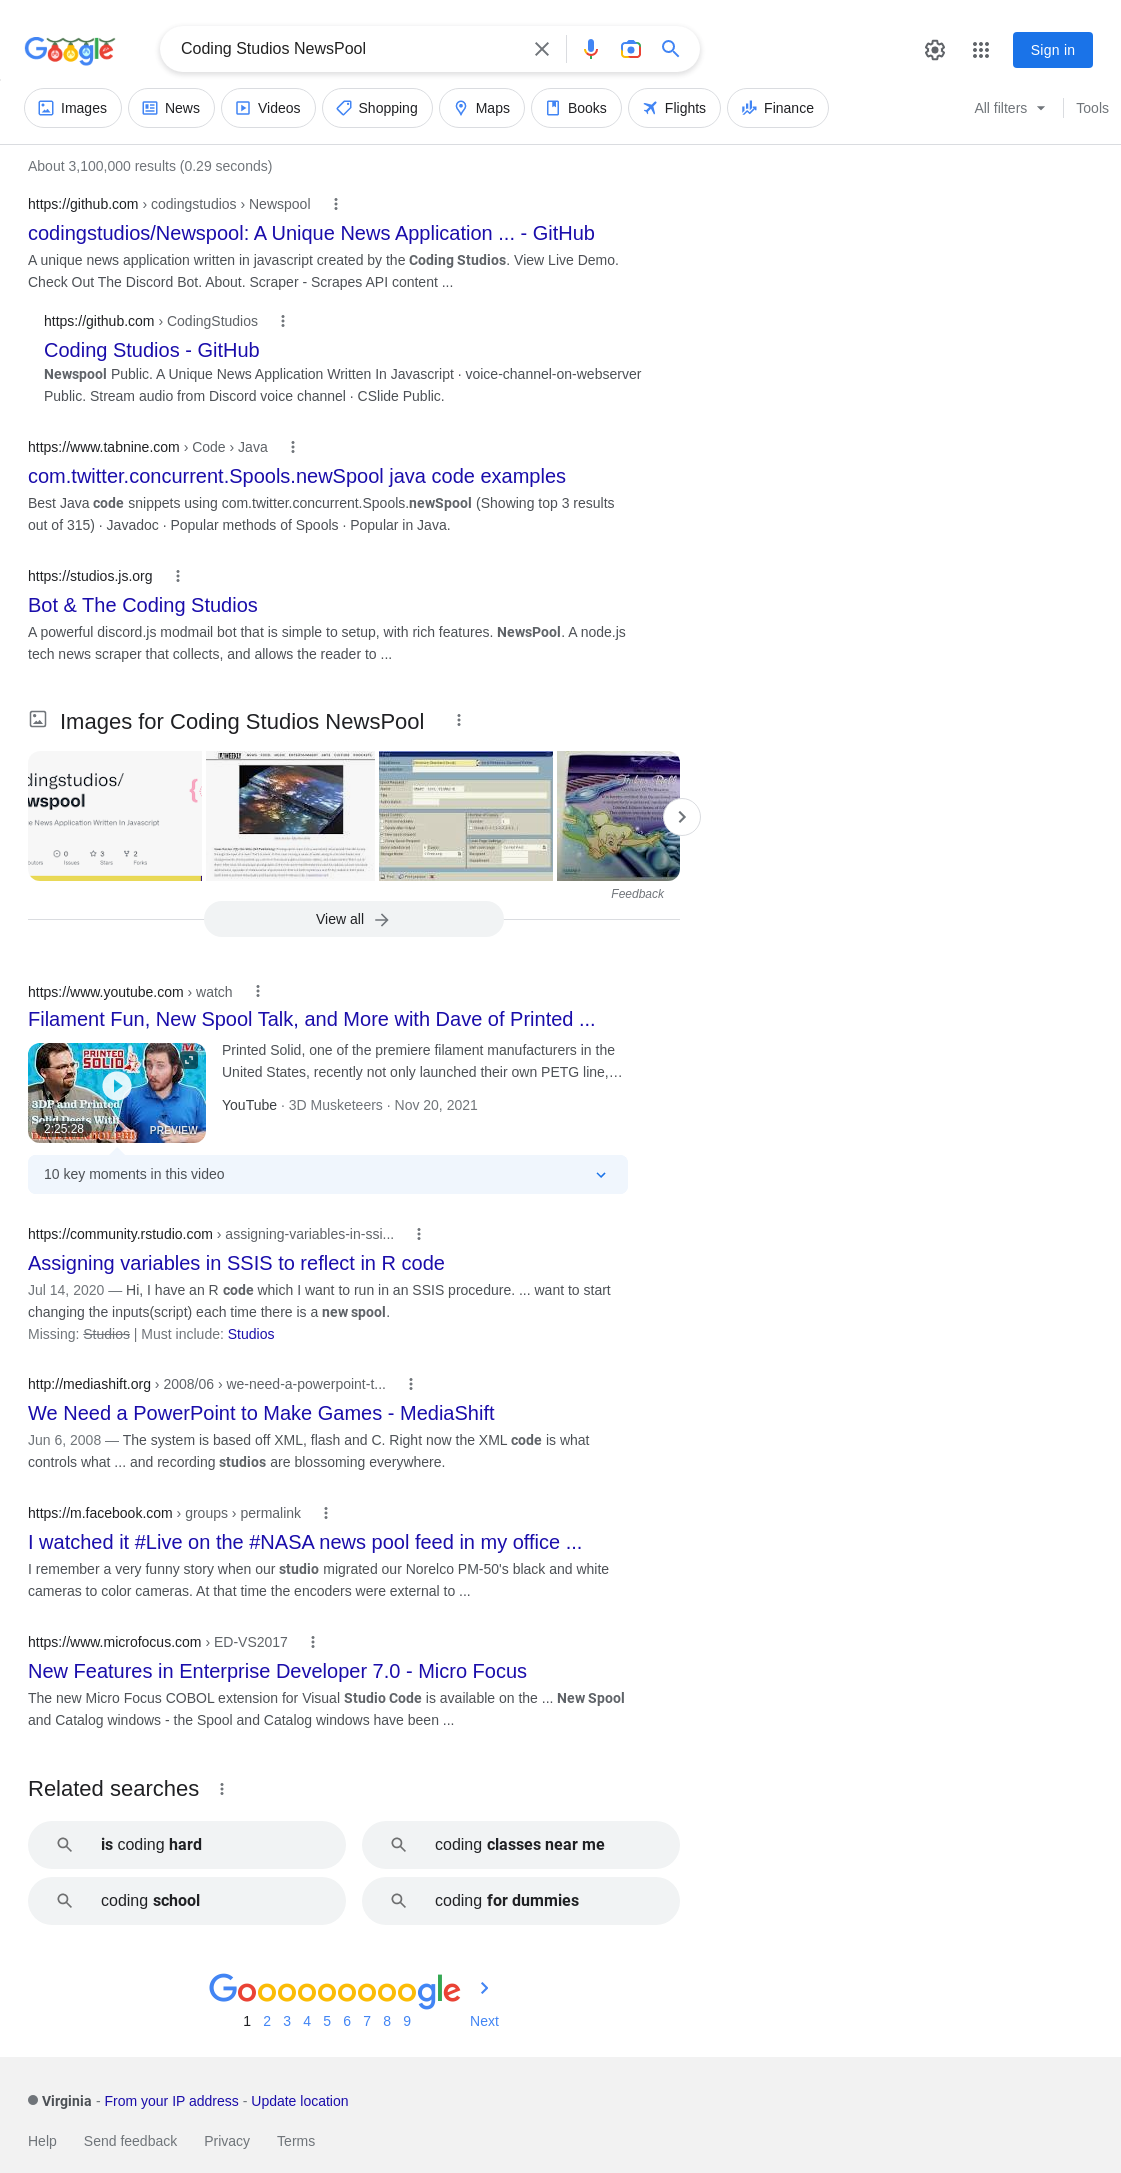 Google
Coding Studios NewsPool
Sign in
Images
News
Videos
Shopping
Maps
Books
Flights
Finance
All filters
Tools
About 3,100,000 results (0.29 seconds)
https://github.com › codingstudios › Newspool
codingstudios/Newspool: A Unique News Application ... - GitHub
A unique news application written in javascript created by the Coding Studios. View Live Demo.
Check Out The Discord Bot. About. Scraper - Scrapes API content ...
https://github.com › CodingStudios
Coding Studios - GitHub
Newspool Public. A Unique News Application Written In Javascript · voice-channel-on-webserver
Public. Stream audio from Discord voice channel · CSlide Public.
https://www.tabnine.com › Code › Java
com.twitter.concurrent.Spools.newSpool java code examples
Best Java code snippets using com.twitter.concurrent.Spools.newSpool (Showing top 3 results
out of 315) · Javadoc · Popular methods of Spools · Popular in Java.
https://studios.js.org
Bot & The Coding Studios
A powerful discord.js modmail bot that is simple to setup, with rich features. NewsPool. A node.js
tech news scraper that collects, and allows the reader to ...
Images for Coding Studios NewsPool
dingstudios/
wspool
e News Application Written In Javascript
0
3
2
Issues
Stars
Forks
Feedback
View all
https://www.youtube.com › watch
Filament Fun, New Spool Talk, and More with Dave of Printed ...
PRINTED
SOLID
3DP and Printed
Solid Deets With
2:25:28
PREVIEW
Printed Solid, one of the premiere filament manufacturers in the
United States, recently not only launched their own PETG line,…
YouTube · 3D Musketeers · Nov 20, 2021
10 key moments in this video
https://community.rstudio.com › assigning-variables-in-ssi...
Assigning variables in SSIS to reflect in R code
Jul 14, 2020 — Hi, I have an R code which I want to run in an SSIS procedure. ... want to start
changing the inputs(script) each time there is a new spool.
Missing: Studios | Must include: Studios
http://mediashift.org › 2008/06 › we-need-a-powerpoint-t...
We Need a PowerPoint to Make Games - MediaShift
Jun 6, 2008 — The system is based off XML, flash and C. Right now the XML code is what
controls what ... and recording studios are blossoming everywhere.
https://m.facebook.com › groups › permalink
I watched it #Live on the #NASA news pool feed in my office ...
I remember a very funny story when our studio migrated our Norelco PM-50's black and white
cameras to color cameras. At that time the encoders were external to ...
https://www.microfocus.com › ED-VS2017
New Features in Enterprise Developer 7.0 - Micro Focus
The new Micro Focus COBOL extension for Visual Studio Code is available on the ... New Spool
and Catalog windows - the Spool and Catalog windows have been ...
Related searches
is coding hard
coding classes near me
coding school
coding for dummies
Gooooooooogle
1 2 3 4 5 6 7 8 9 Next
Virginia - From your IP address - Update location
Help Send feedback Privacy Terms